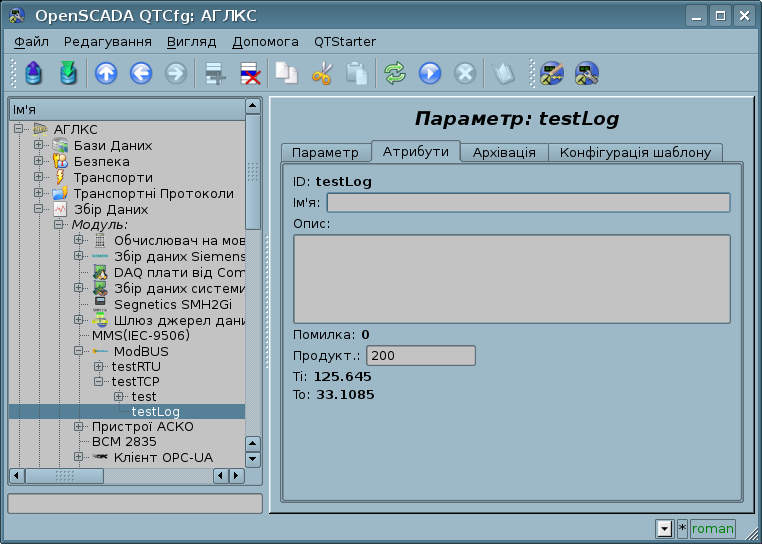 OpenSCADA QTCfg: АГЛКС
Файл Редагування Вигляд Допомога QTStarter
Ім'я
АГЛКС
Бази Даних
Безпека
Транспорти
Транспортні Протоколи
Збір Даних
Модуль:
Обчислювач на мов
Збір даних Siemens
DAQ плати від Com
Збір даних системи
Segnetics SMH2Gi
Шлюз джерел дани
MMS(IEC-9506)
ModBUS
testRTU
testTCP
test
testLog
Пристрої АСКО
BCM 2835
Клієнт OPC-UA
Параметр: testLog
Параметр Атрибути Архівація Конфігурація шаблону
ID: testLog
Ім'я:
Опис:
Помилка: 0
Продукт.: 200
Ti: 125.645
To: 33.1085
* roman